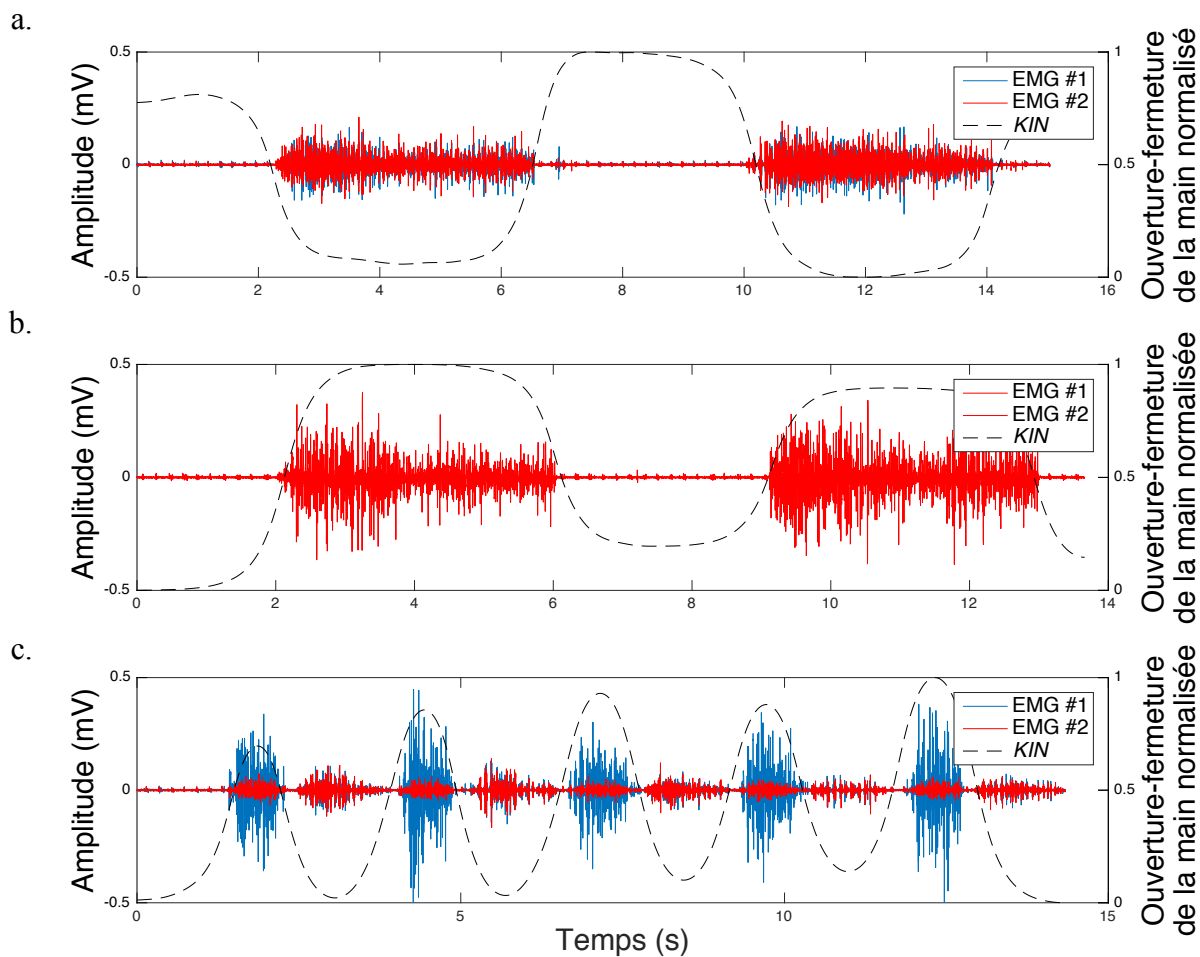 a.
Amplitude (mV)
0.5
0
-0.5
0 2 4 6 8 10 12 14 16
1
0.5
0
Ouverture-fermeture
de la main normalisé
EMG #1
EMG #2
KIN
b.
Amplitude (mV)
0.5
0
-0.5
0 2 4 6 8 10 12 14
1
0.5
0
Ouverture-fermeture
de la main normalisée
EMG #1
EMG #2
KIN
c.
Amplitude (mV)
0.5
0
-0.5
0 5 10 15
1
0.5
0
Ouverture-fermeture
de la main normalisée
EMG #1
EMG #2
KIN
Temps (s)